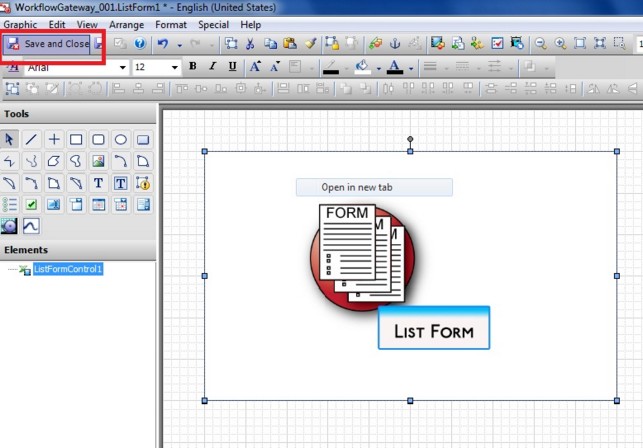 WorkflowGateway_001.ListForm1 * - English (United States)
Graphic Edit View Arrange Format Special Help
Save and Close
Arial 12 B I U A A A
Tools
T T
Open in new tab
FORM
M
M
Elements
ListFormControl1
LIST FORM